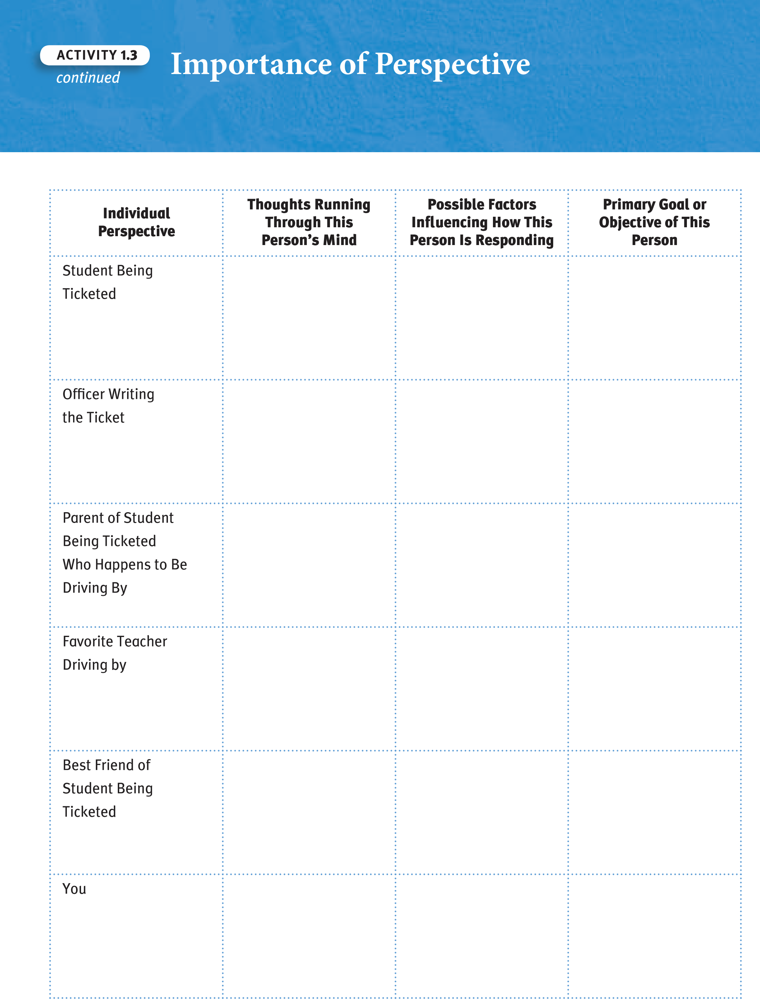 ACTIVITY 1.3
continued
Importance of Perspective
Individual
Perspective
Thoughts Running
Through This
Person’s Mind
Possible Factors
Influencing How This
Person Is Responding
Primary Goal or
Objective of This
Person
Student Being
Ticketed
Officer Writing
the Ticket
Parent of Student
Being Ticketed
Who Happens to Be
Driving By
Favorite Teacher
Driving by
Best Friend of
Student Being
Ticketed
You